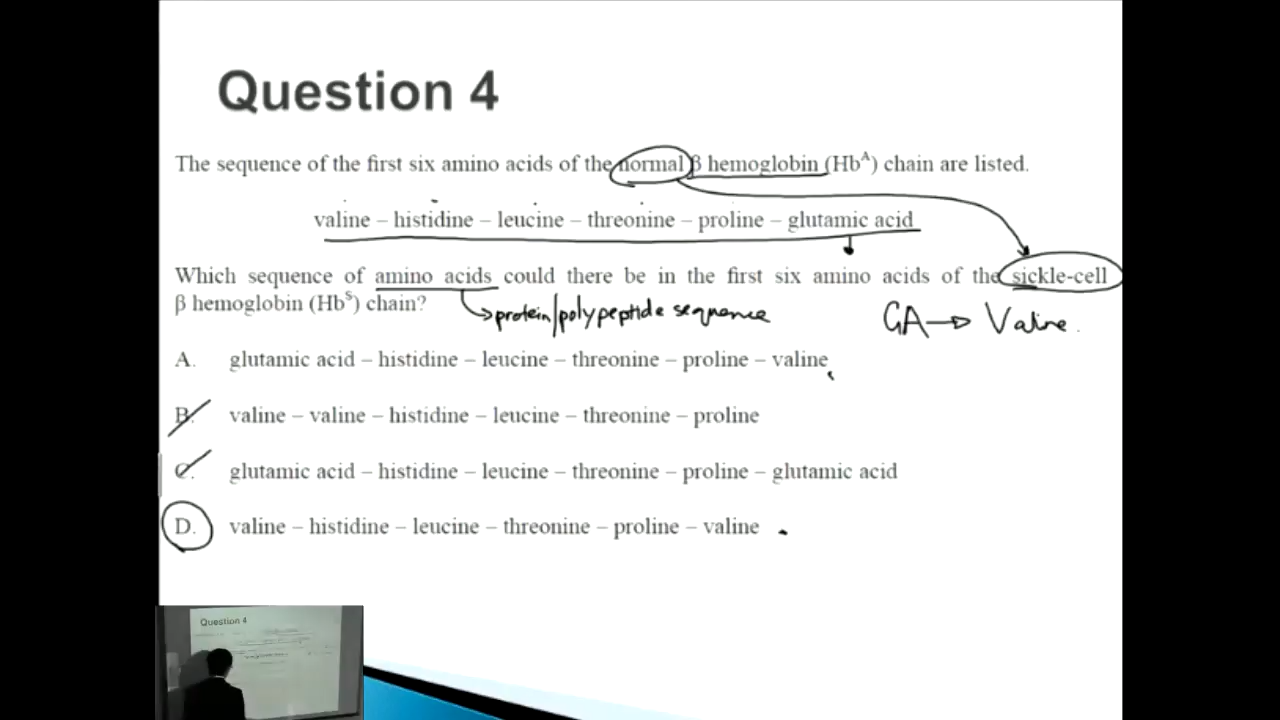 Question 4
The sequence of the first six amino acids of the normal β hemoglobin (Hbᴬ) chain are listed.
valine – histidine – leucine – threonine – proline – glutamic acid
Which sequence of amino acids could there be in the first six amino acids of the sickle-cell
β hemoglobin (Hbˢ) chain?
protein/polypeptide sequence
GA → Valine.
A. glutamic acid – histidine – leucine – threonine – proline – valine
B. valine – valine – histidine – leucine – threonine – proline
C. glutamic acid – histidine – leucine – threonine – proline – glutamic acid
D. valine – histidine – leucine – threonine – proline – valine
Question 4